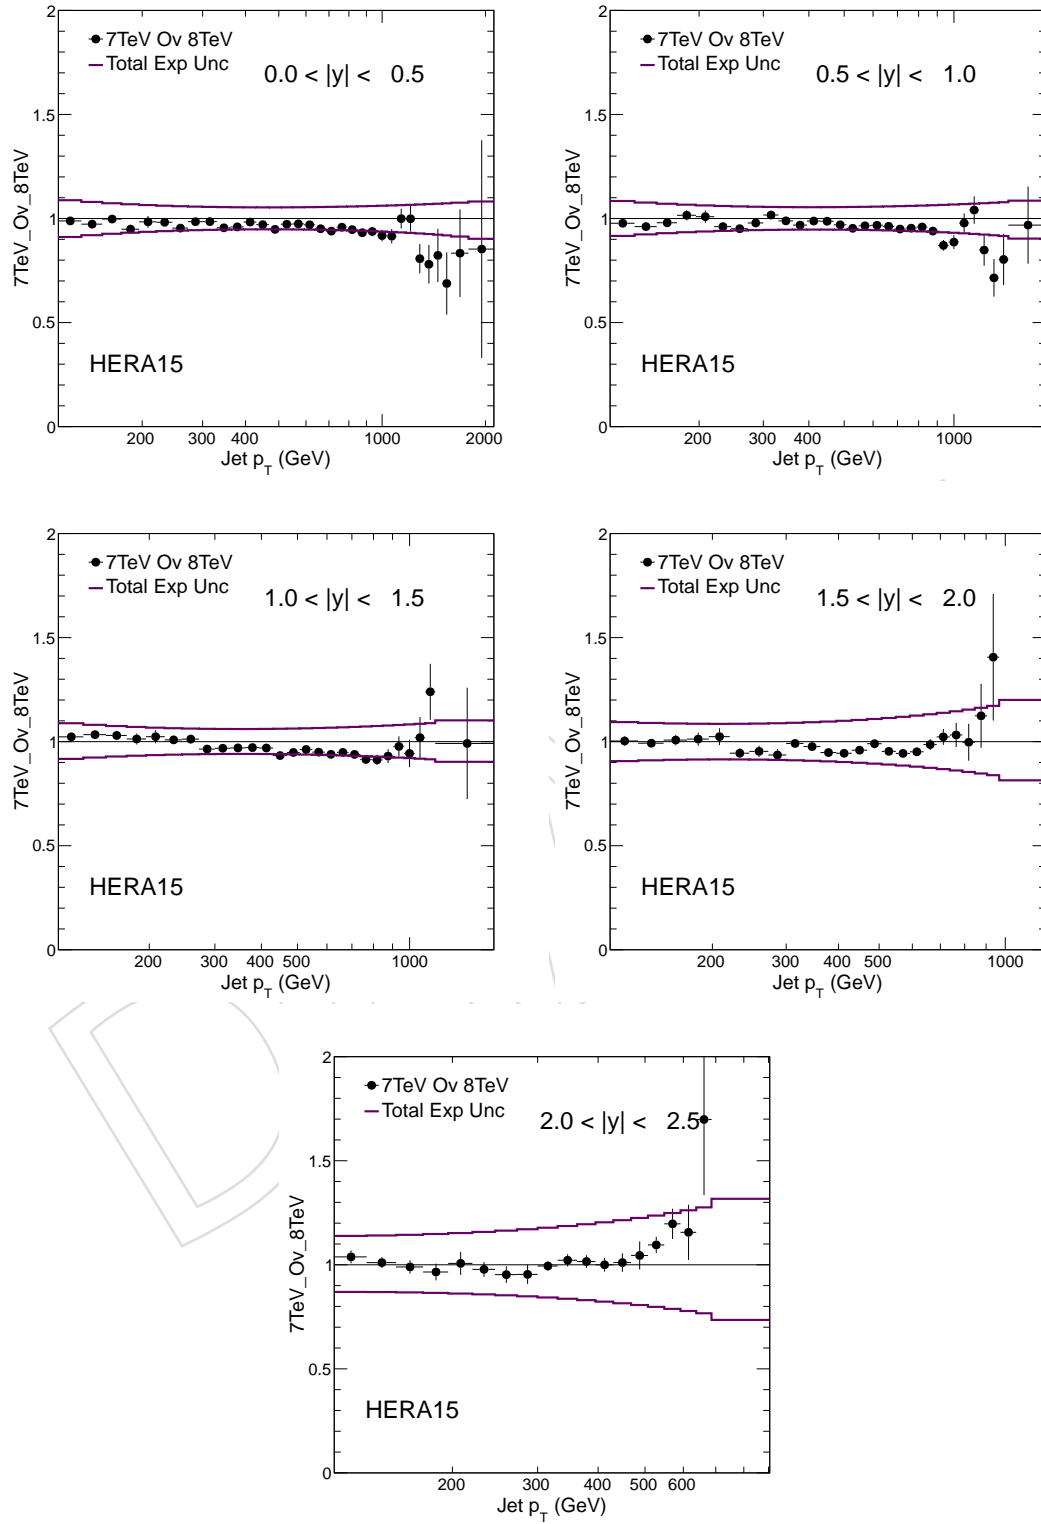 2
7TeV Ov 8TeV
Total Exp Unc
0.0 < |y| < 0.5
1.5
7TeV_Ov_8TeV
1
0.5
HERA15
0
200 300 400 1000 2000
Jet p_T (GeV)
2
7TeV Ov 8TeV
Total Exp Unc
0.5 < |y| < 1.0
1.5
7TeV_Ov_8TeV
1
0.5
HERA15
0
200 300 400 1000
Jet p_T (GeV)
2
7TeV Ov 8TeV
Total Exp Unc
1.0 < |y| < 1.5
1.5
7TeV_Ov_8TeV
1
0.5
HERA15
0
200 300 400 500 1000
Jet p_T (GeV)
2
7TeV Ov 8TeV
Total Exp Unc
1.5 < |y| < 2.0
1.5
7TeV_Ov_8TeV
1
0.5
HERA15
0
200 300 400 500 1000
Jet p_T (GeV)
2
7TeV Ov 8TeV
Total Exp Unc
2.0 < |y| < 2.5
1.5
7TeV_Ov_8TeV
1
0.5
HERA15
0
200 300 400 500 600
Jet p_T (GeV)